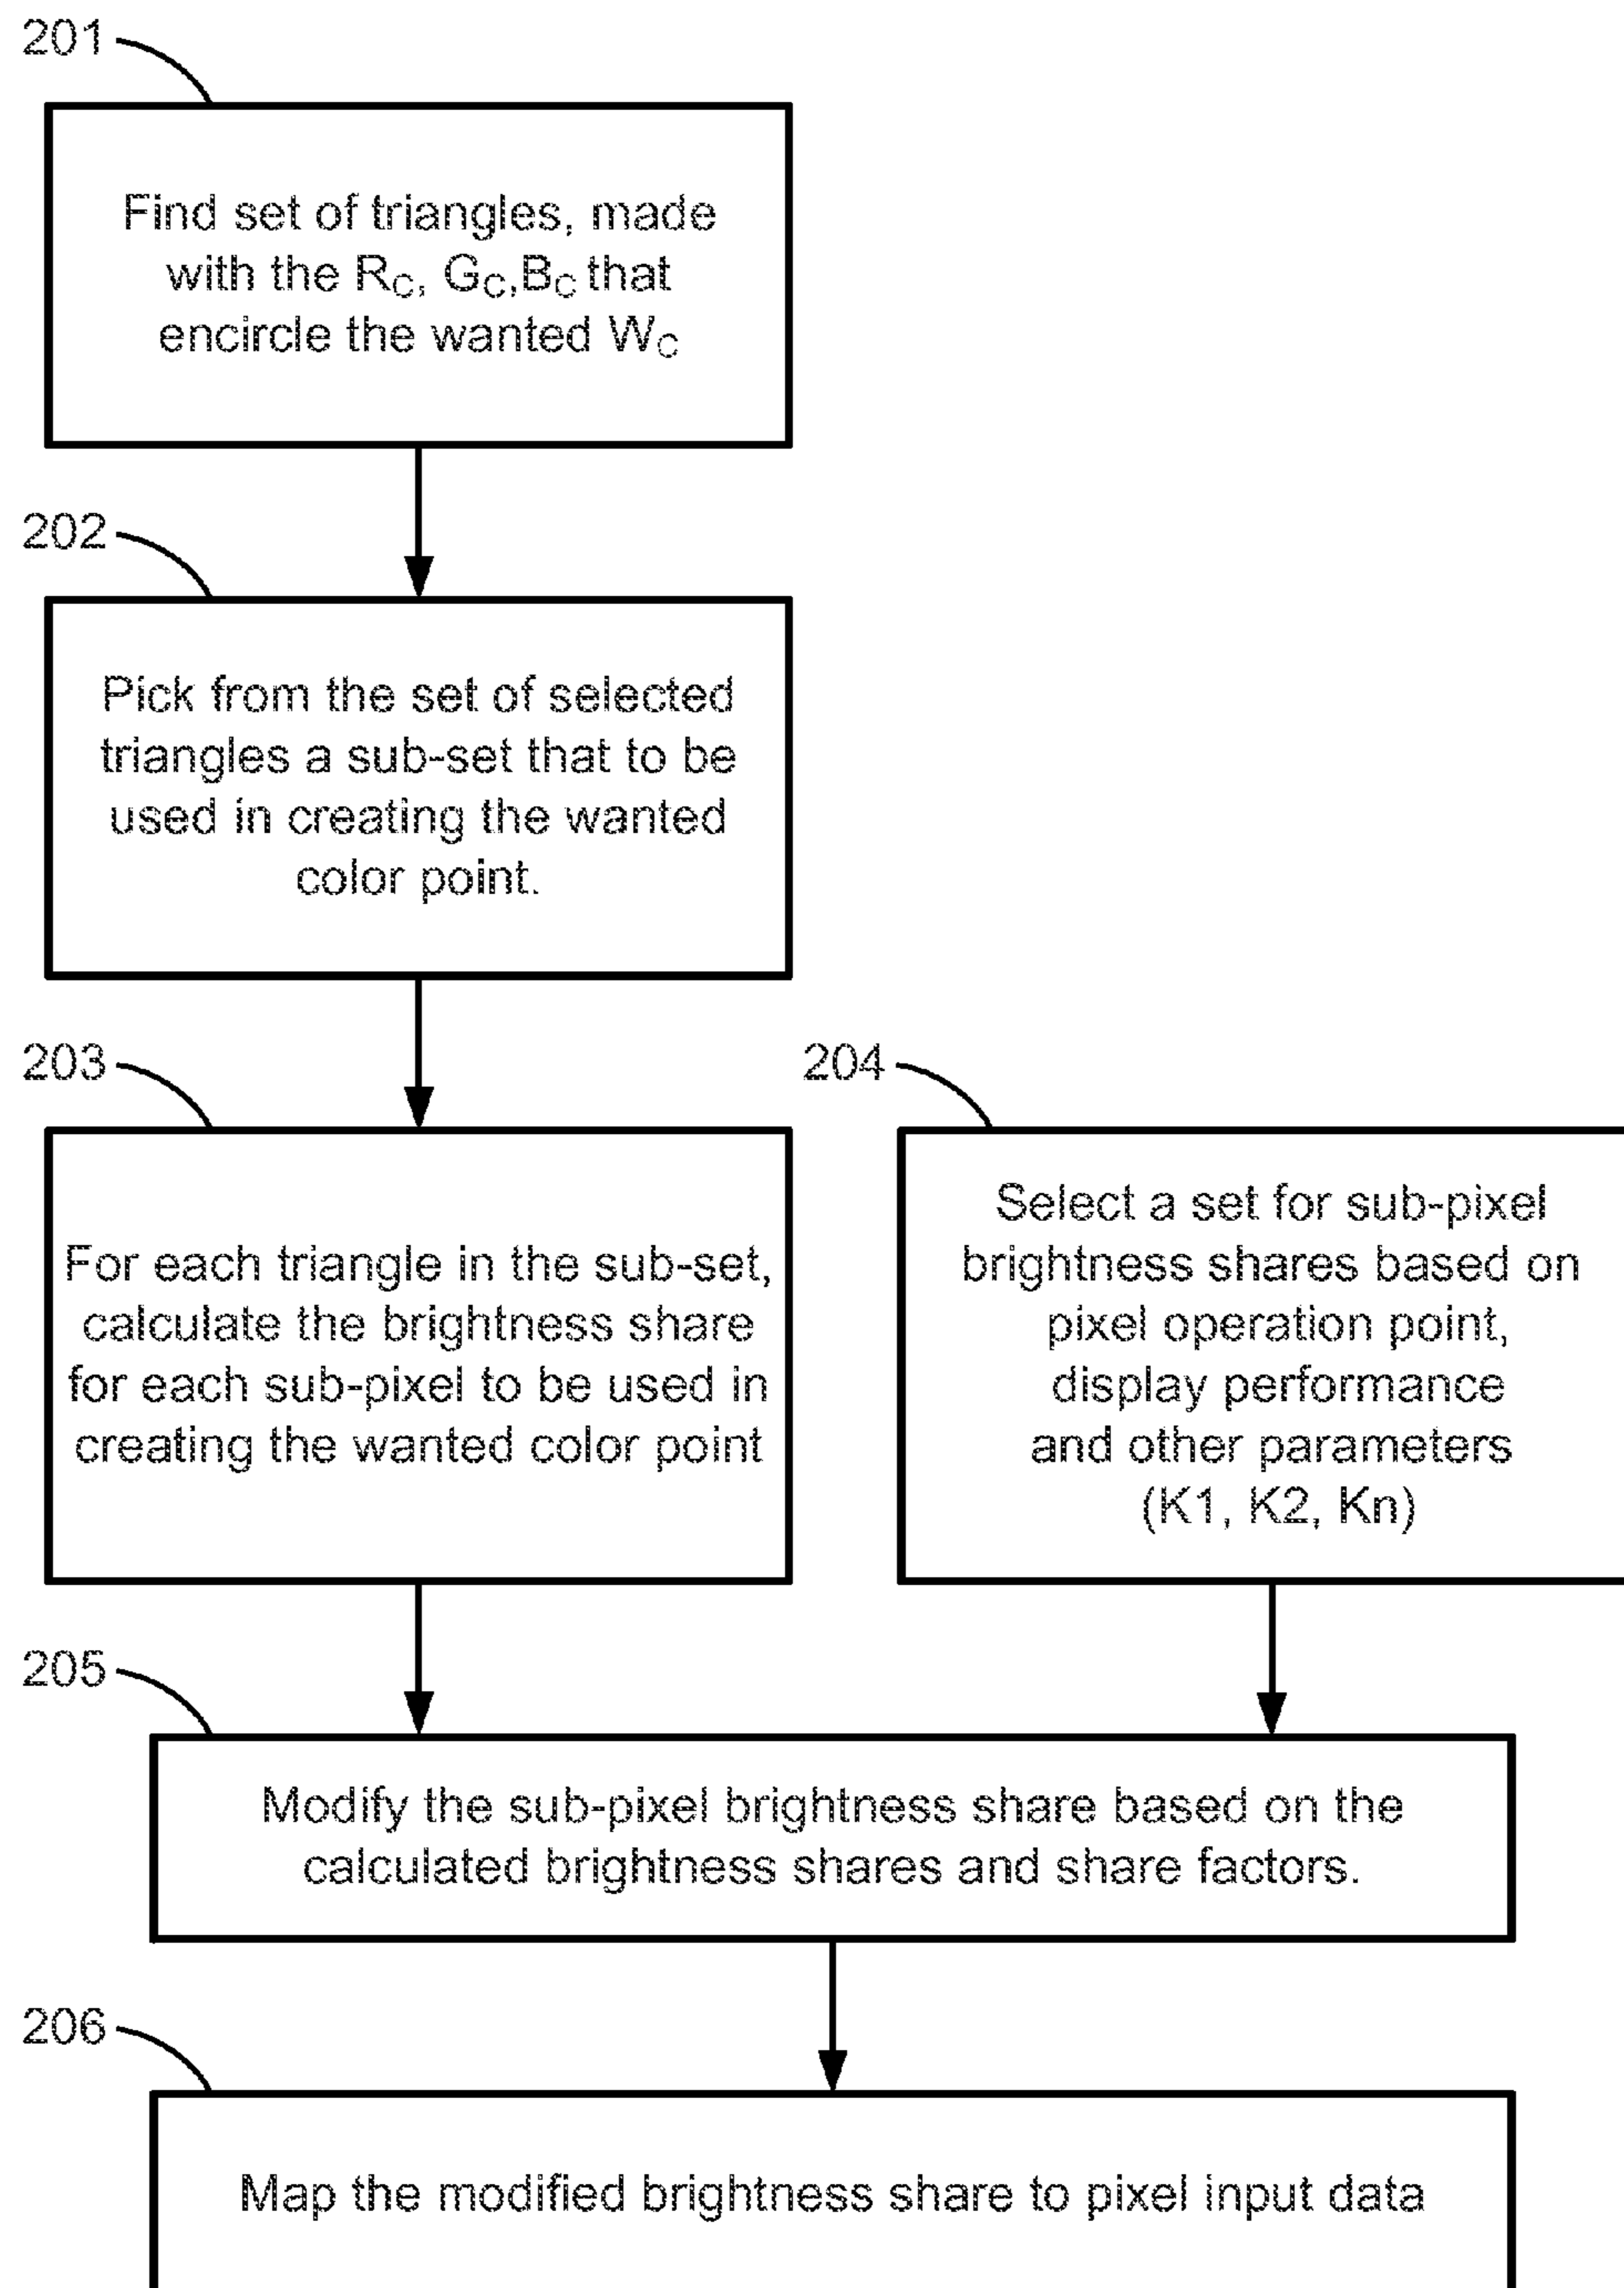 201
Find set of triangles, made
with the R_C, G_C,B_C that
encircle the wanted W_C
202
Pick from the set of selected
triangles a sub-set that to be
used in creating the wanted
color point.
203
For each triangle in the sub-set,
calculate the brightness share
for each sub-pixel to be used in
creating the wanted color point
204
Select a set for sub-pixel
brightness shares based on
pixel operation point,
display performance
and other parameters
(K1, K2, Kn)
205
Modify the sub-pixel brightness share based on the
calculated brightness shares and share factors.
206
Map the modified brightness share to pixel input data